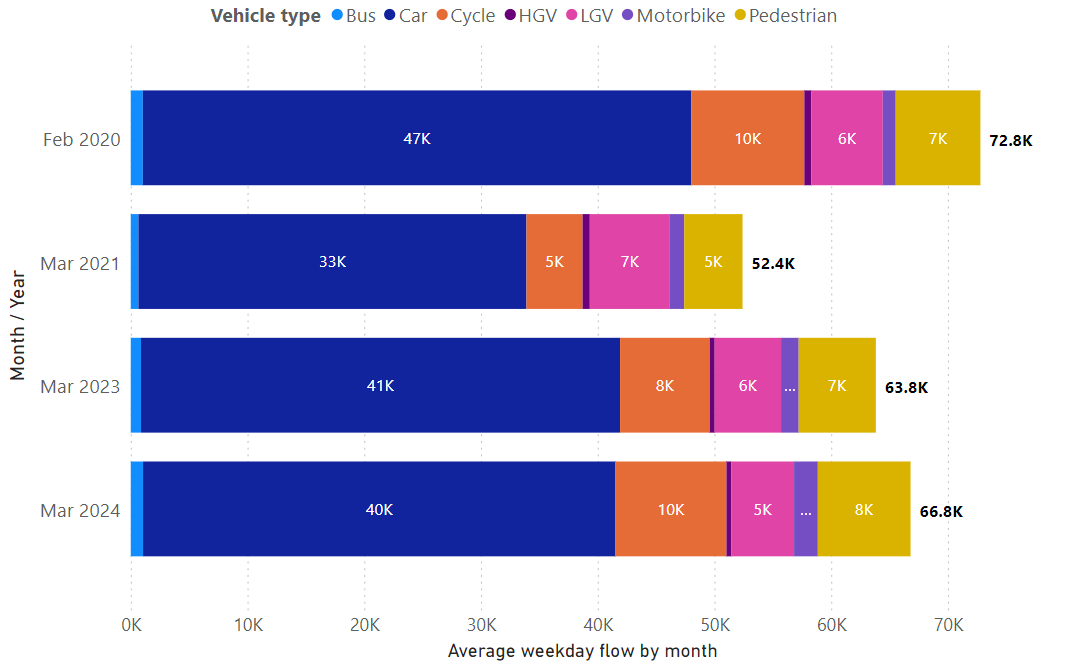 Vehicle type Bus Car Cycle HGV LGV Motorbike Pedestrian
Feb 2020 47K 10K 6K 7K 72.8K
Mar 2021 33K 5K 7K 5K 52.4K
Mar 2023 41K 8K 6K ... 7K 63.8K
Mar 2024 40K 10K 5K ... 8K 66.8K
Month / Year
0K 10K 20K 30K 40K 50K 60K 70K
Average weekday flow by month